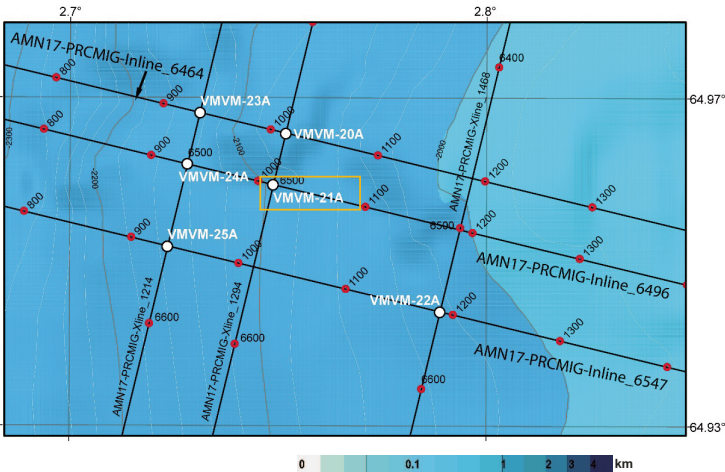 2.7°
2.8°
AMN17-PRCMIG-Inline_6464
6400
800
900
VMVM-23A
1000
VMVM-20A
1100
1200
1300
64.97°
-2300
-2200
-2100
-2000
AMN17-PRCMIG-Xline_1468
800
900
6500
VMVM-24A
1000
6500
VMVM-21A
1100
6500
1200
1300
AMN17-PRCMIG-Inline_6496
800
900
VMVM-25A
1000
1100
VMVM-22A
1200
1300
AMN17-PRCMIG-Inline_6547
AMN17-PRCMIG-Xline_1214
6600
AMN17-PRCMIG-Xline_1294
6600
6600
64.93°
0 0.1 1 2 3 4 km